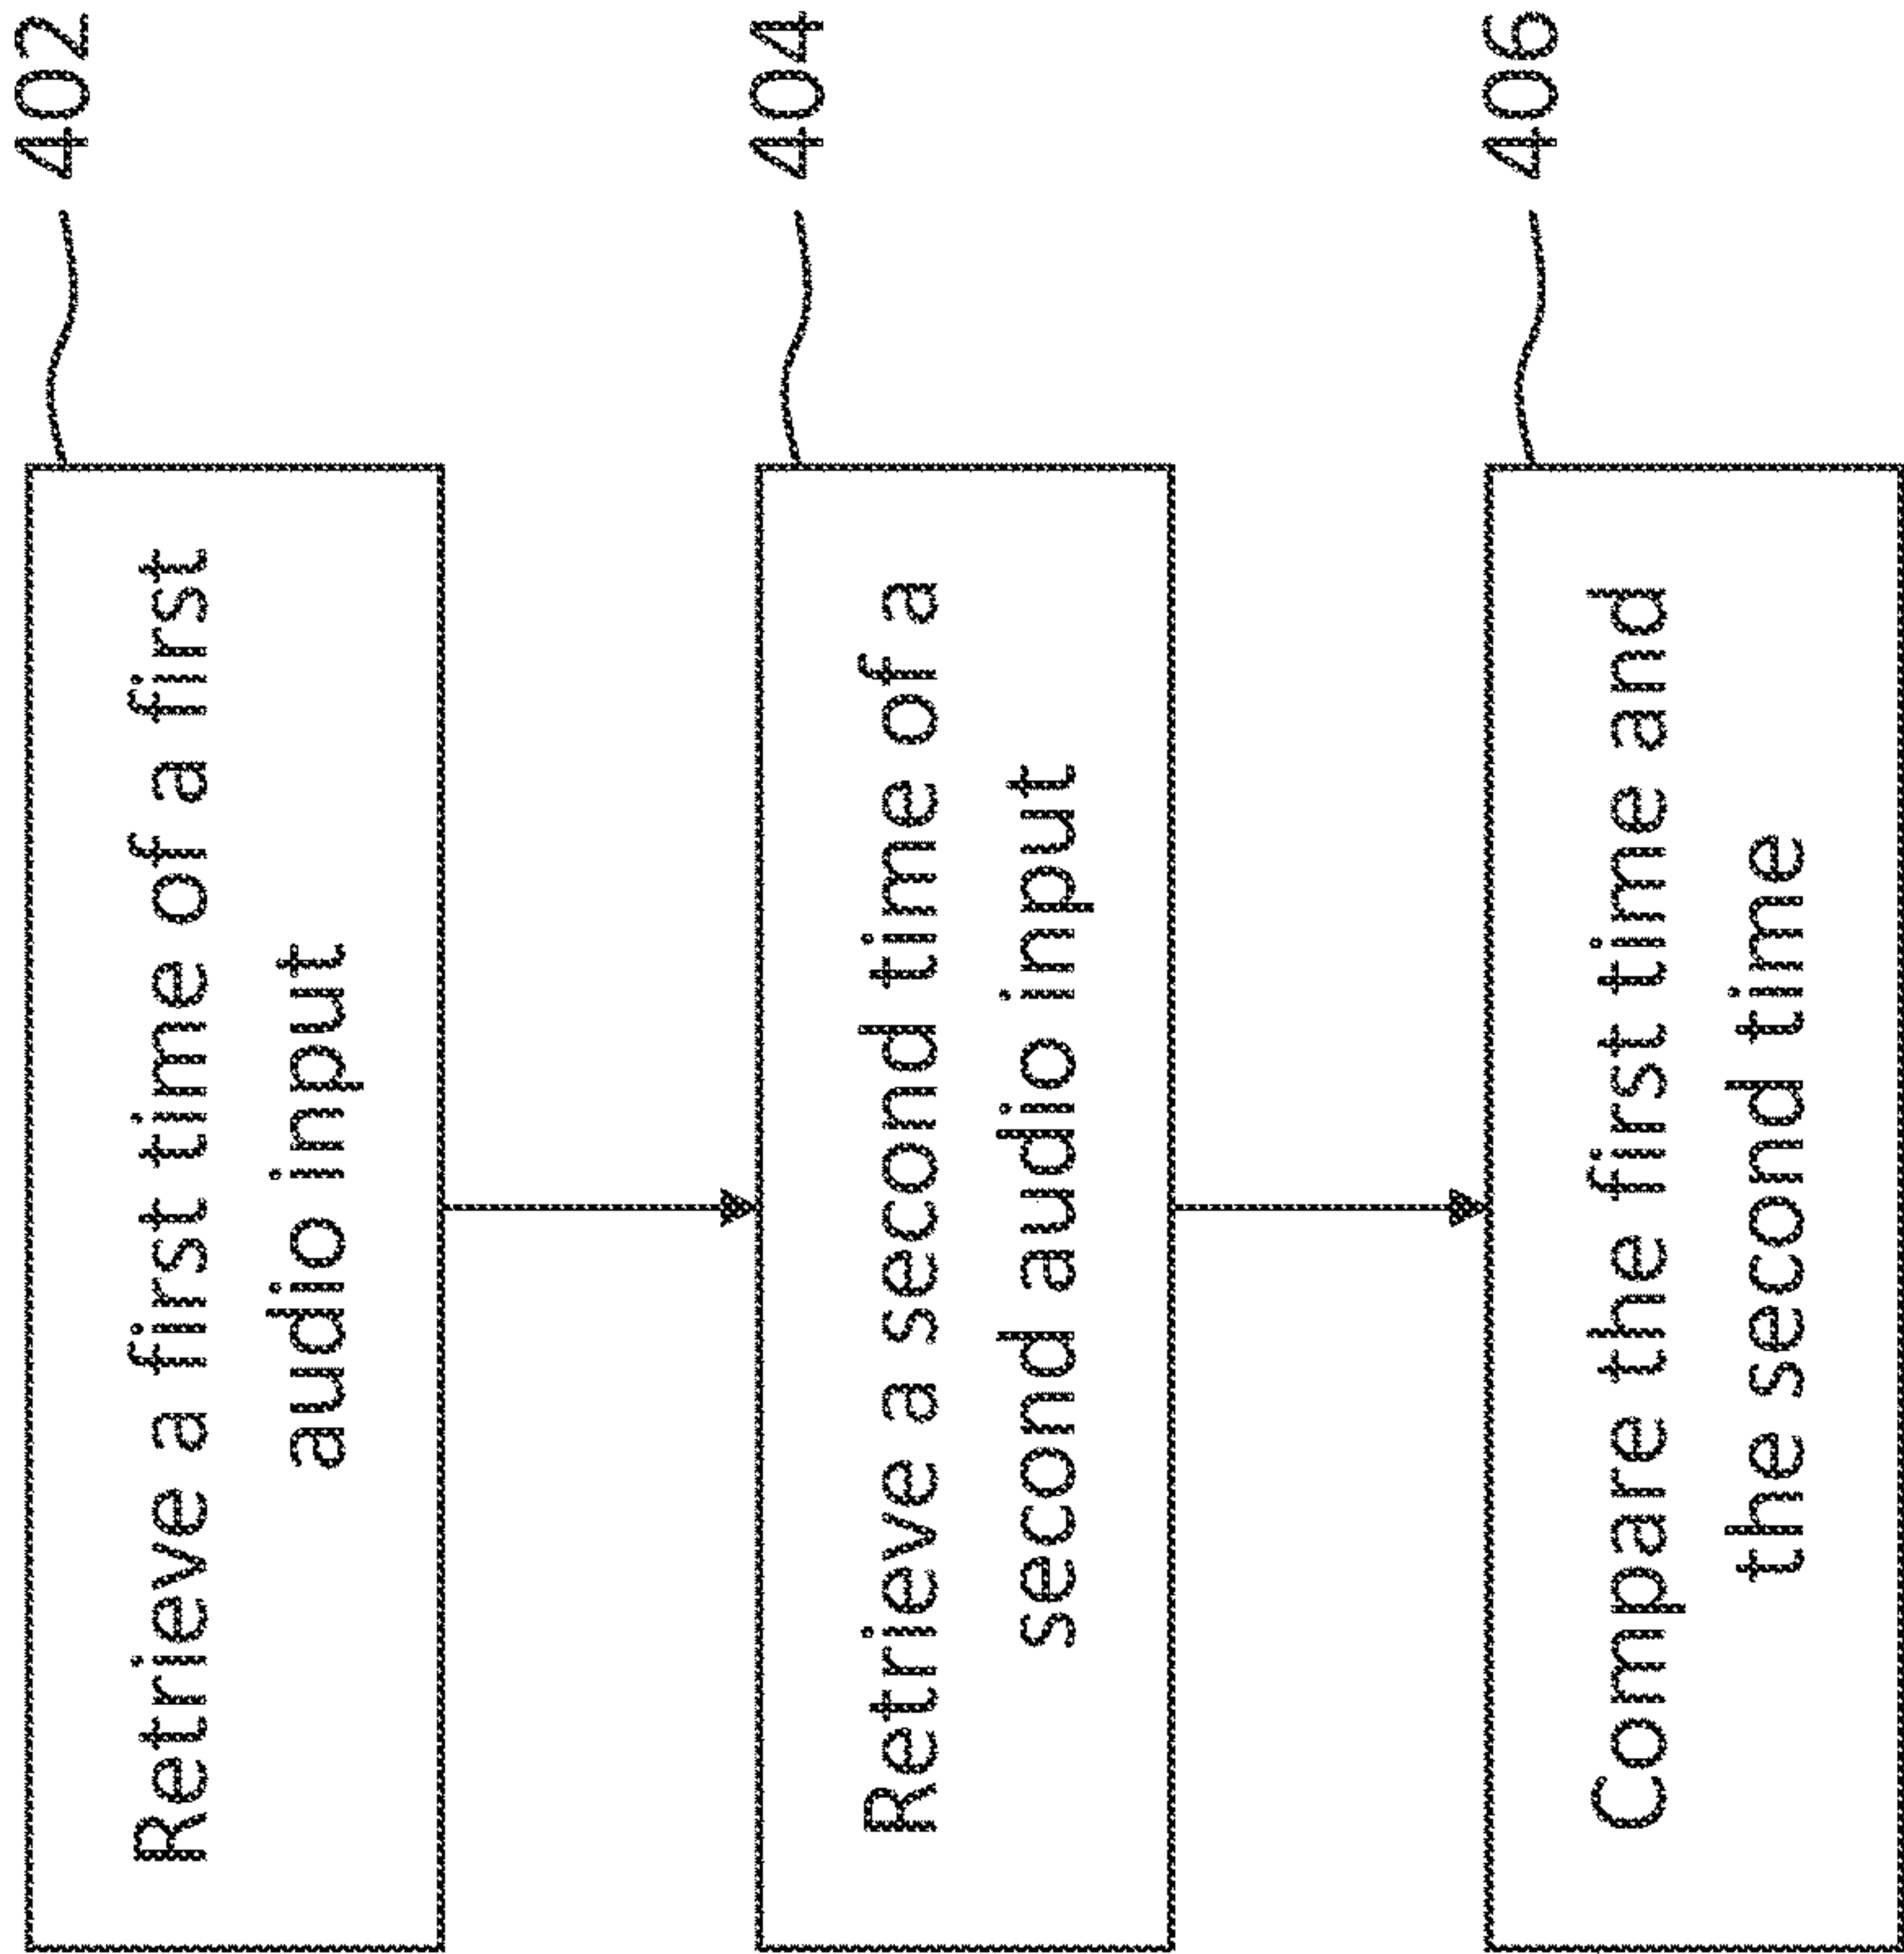 402
Retrieve a first time of a first
audio input
404
Retrieve a second time of a
second audio input
406
Compare the first time and
the second time